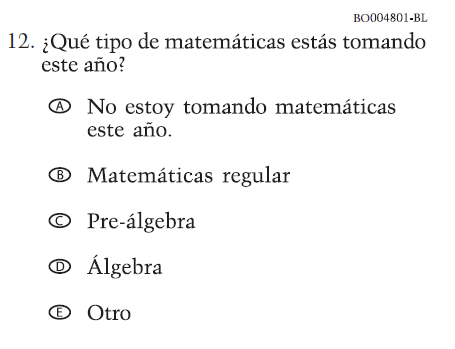 BO004801-BL
12. ¿Qué tipo de matemáticas estás tomando
este año?
A No estoy tomando matemáticas
este año.
B Matemáticas regular
C Pre-álgebra
D Álgebra
E Otro